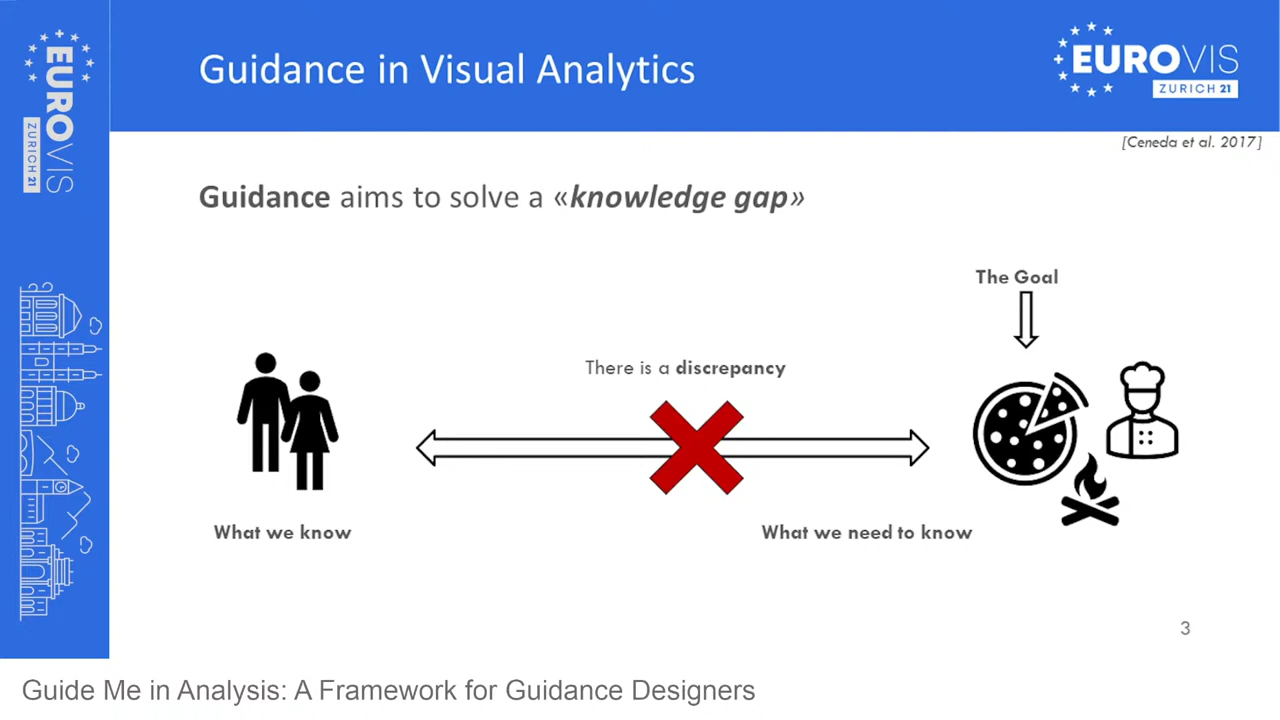 EUROVIS
ZURICH 21
Guidance in Visual Analytics
EUROVIS
ZURICH 21
[Ceneda et al. 2017]
Guidance aims to solve a «knowledge gap»
The Goal
There is a discrepancy
What we know
What we need to know
3
Guide Me in Analysis: A Framework for Guidance Designers